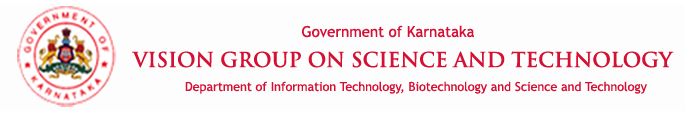 GOVERNMENT OF
KARNATAKA
Government of Karnataka
VISION GROUP ON SCIENCE AND TECHNOLOGY
Department of Information Technology, Biotechnology and Science and Technology